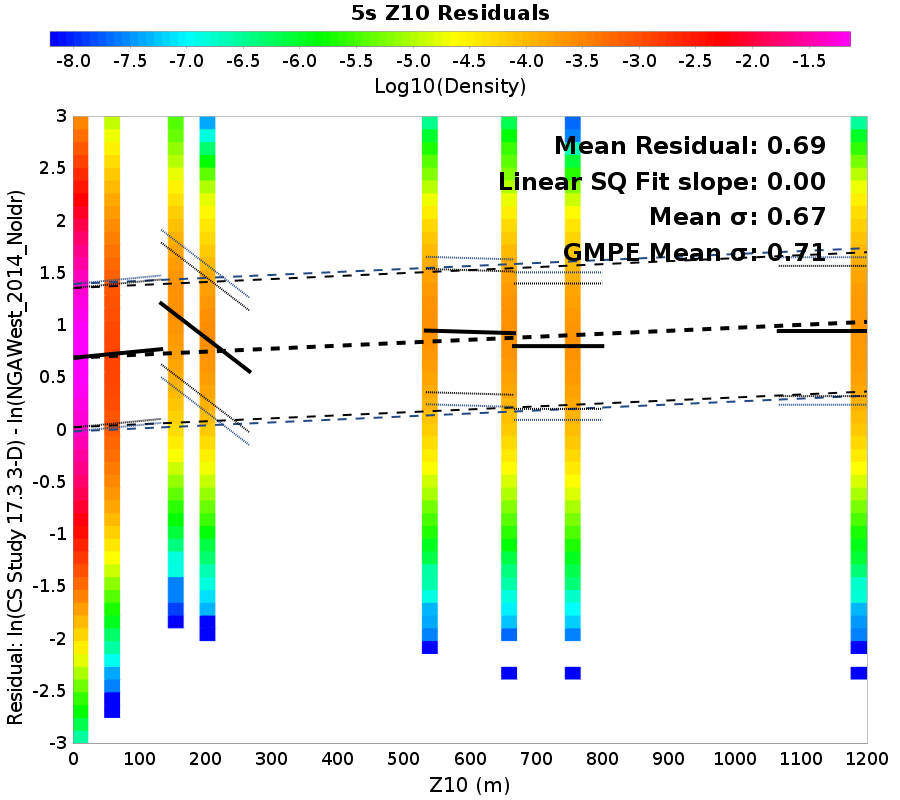 5s Z10 Residuals
-8.0 -7.5 -7.0 -6.5 -6.0 -5.5 -5.0 -4.5 -4.0 -3.5 -3.0 -2.5 -2.0 -1.5
Log10(Density)
Mean Residual: 0.69
Linear SQ Fit slope: 0.00
Mean σ: 0.67
GMPE Mean σ: 0.71
3
2.5
2
1.5
1
0.5
0
-0.5
-1
-1.5
-2
-2.5
-3
Residual: ln(CS Study 17.3 3-D) - ln(NGAWest_2014_NoIdr)
0 100 200 300 400 500 600 700 800 900 1000 1100 1200
Z10 (m)